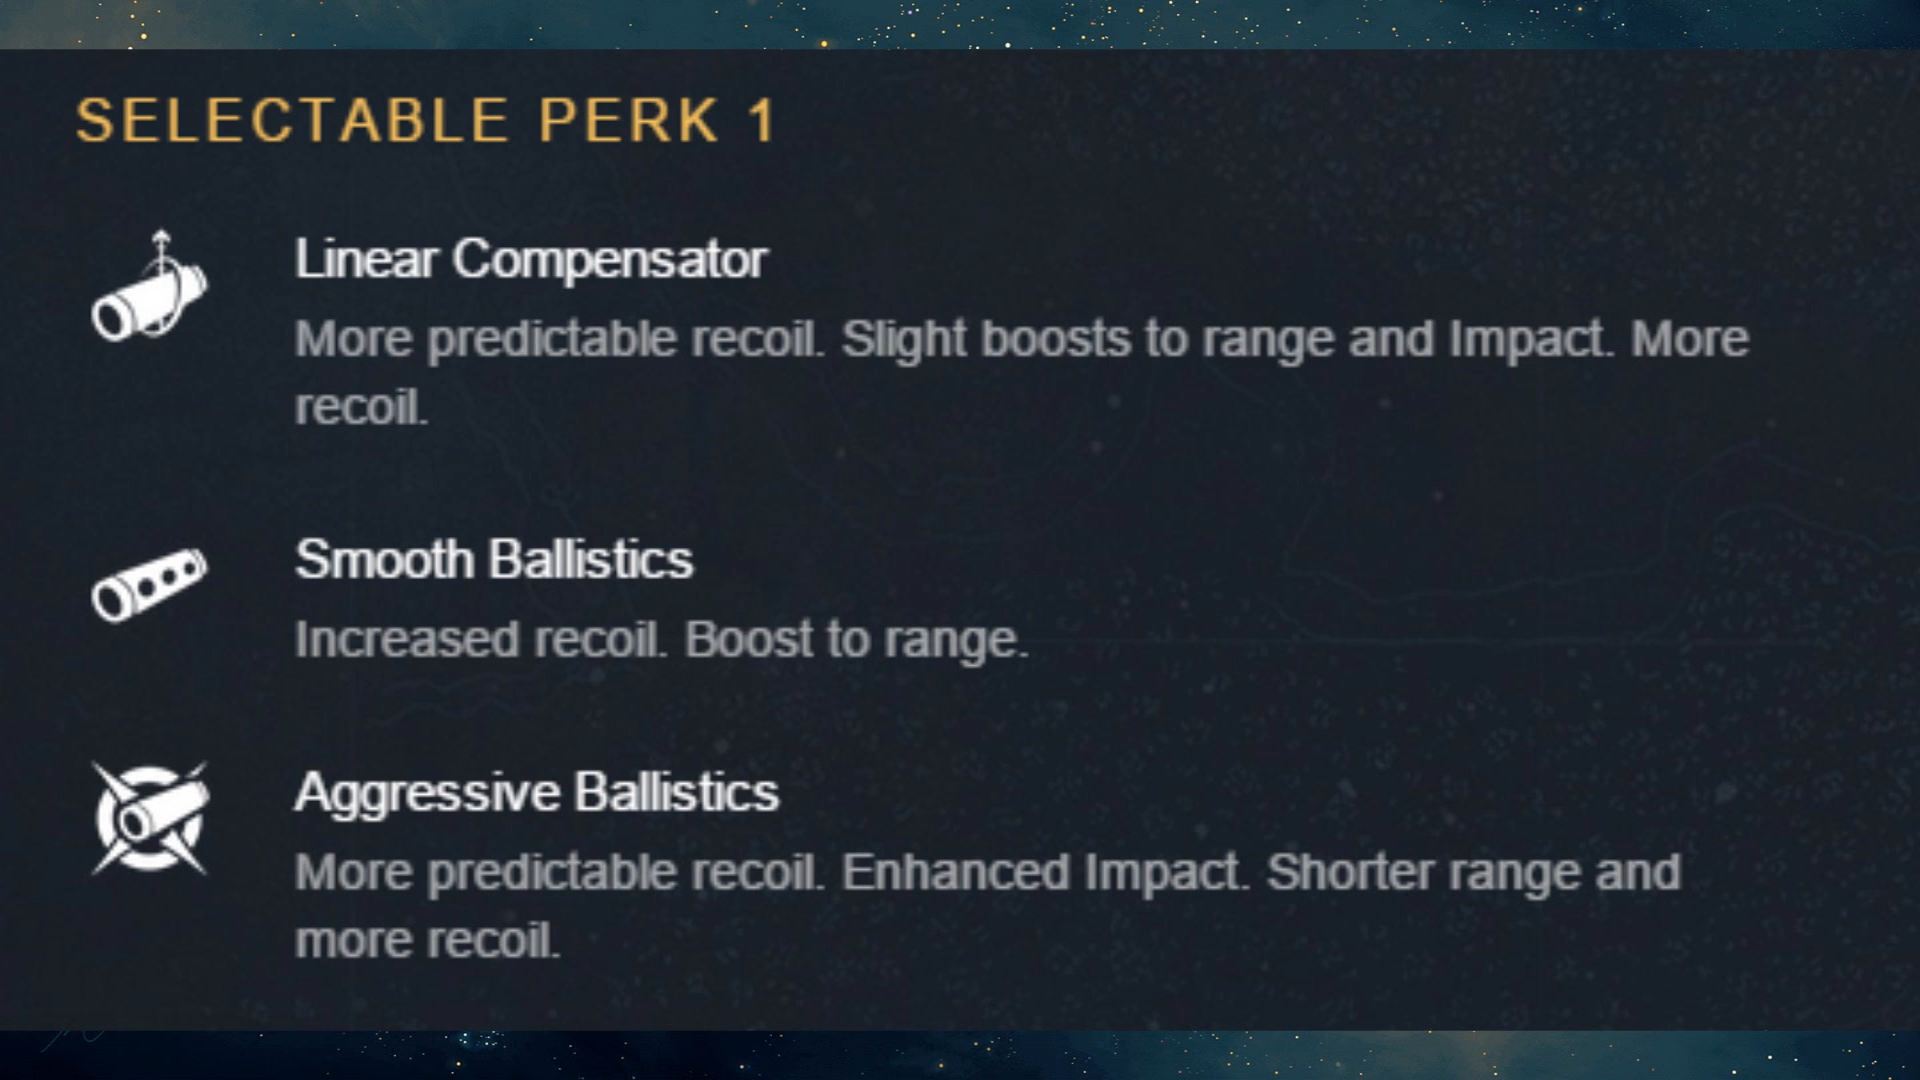 SELECTABLE PERK 1
Linear Compensator
More predictable recoil. Slight boosts to range and Impact. More
recoil.
Smooth Ballistics
Increased recoil. Boost to range.
Aggressive Ballistics
More predictable recoil. Enhanced Impact. Shorter range and
more recoil.